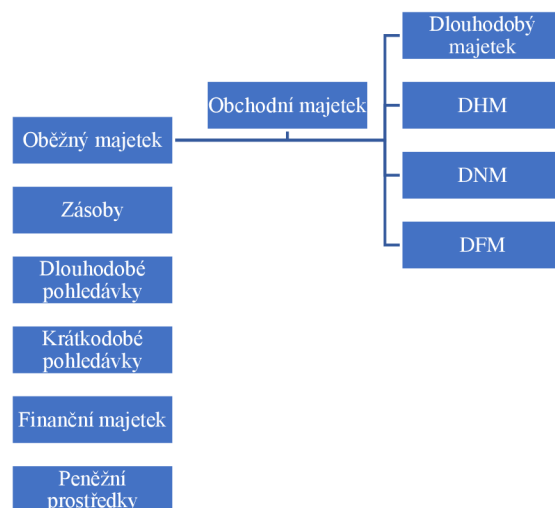 Obchodní majetek
Oběžný majetek
Zásoby
Dlouhodobé
pohledávky
Krátkodobé
pohledávky
Finanční majetek
Peněžní
prostředky
Dlouhodobý
majetek
DHM
DNM
DFM